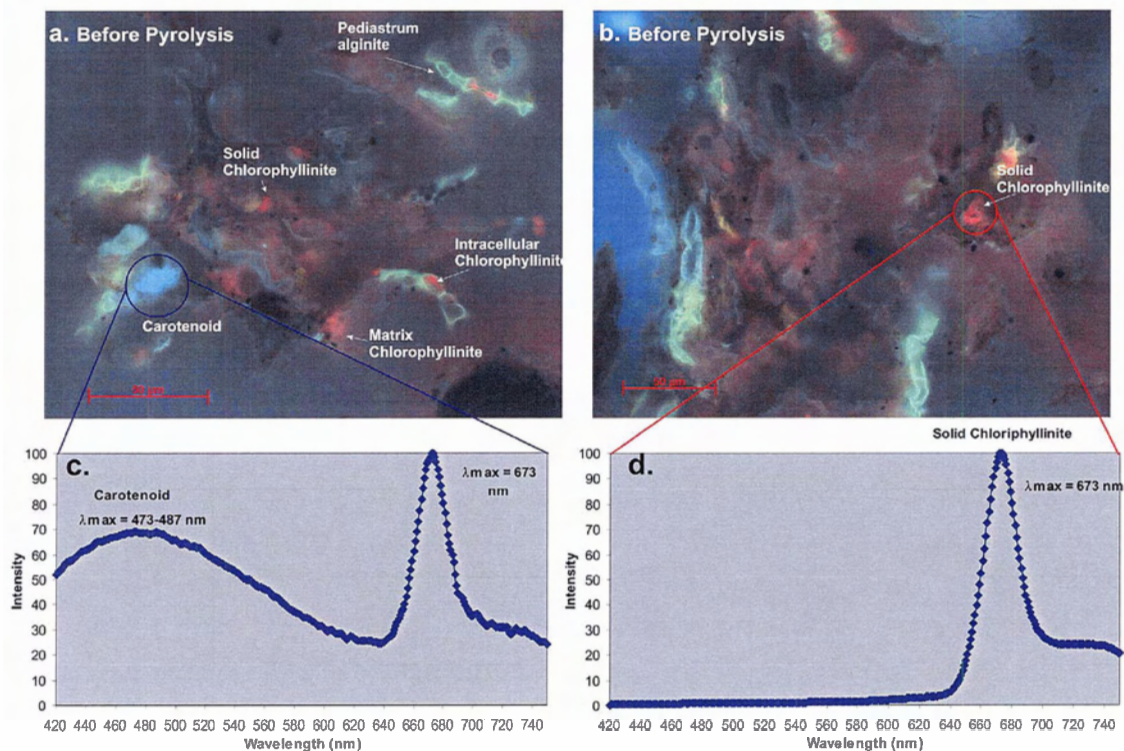 a. Before Pyrolysis
Pediastrum
alginite
Solid
Chlorophyllinite
Intracellular
Chlorophyllinite
Carotenoid
Matrix
Chlorophyllinite
b. Before Pyrolysis
Solid
Chlorophyllinite
c.
Carotenoid
λmax = 473-487 nm
λmax = 673
nm
Intensity
100
90
80
70
60
50
40
30
20
10
0
420 440 460 480 500 520 540 560 580 600 620 640 660 680 700 720 740
Wavelength (nm)
Solid Chloriphyllinite
d.
λmax = 673 nm
Intensity
100
90
80
70
60
50
40
30
20
10
0
420 440 460 480 500 520 540 560 580 600 620 640 660 680 700 720 740
Wavelength (nm)